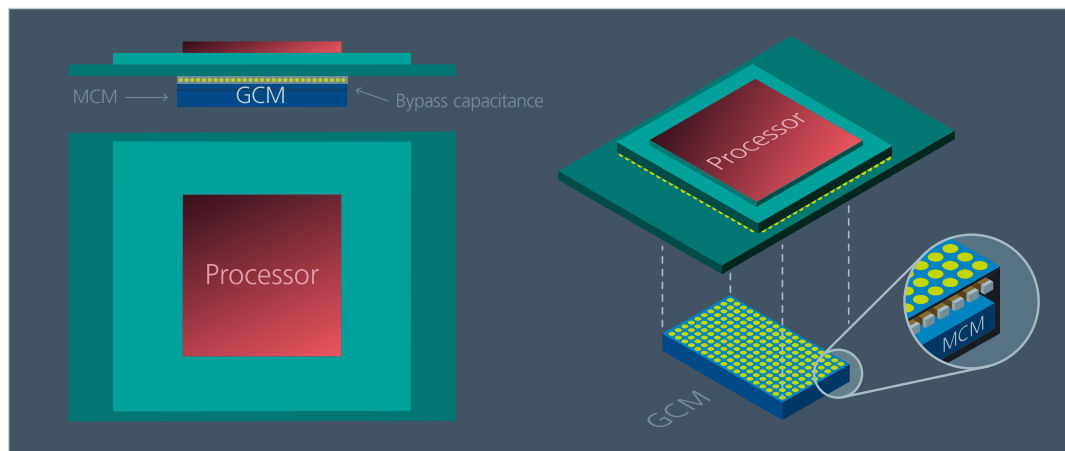 MCM
GCM
Bypass capacitance
Processor
Processor
GCM
MCM